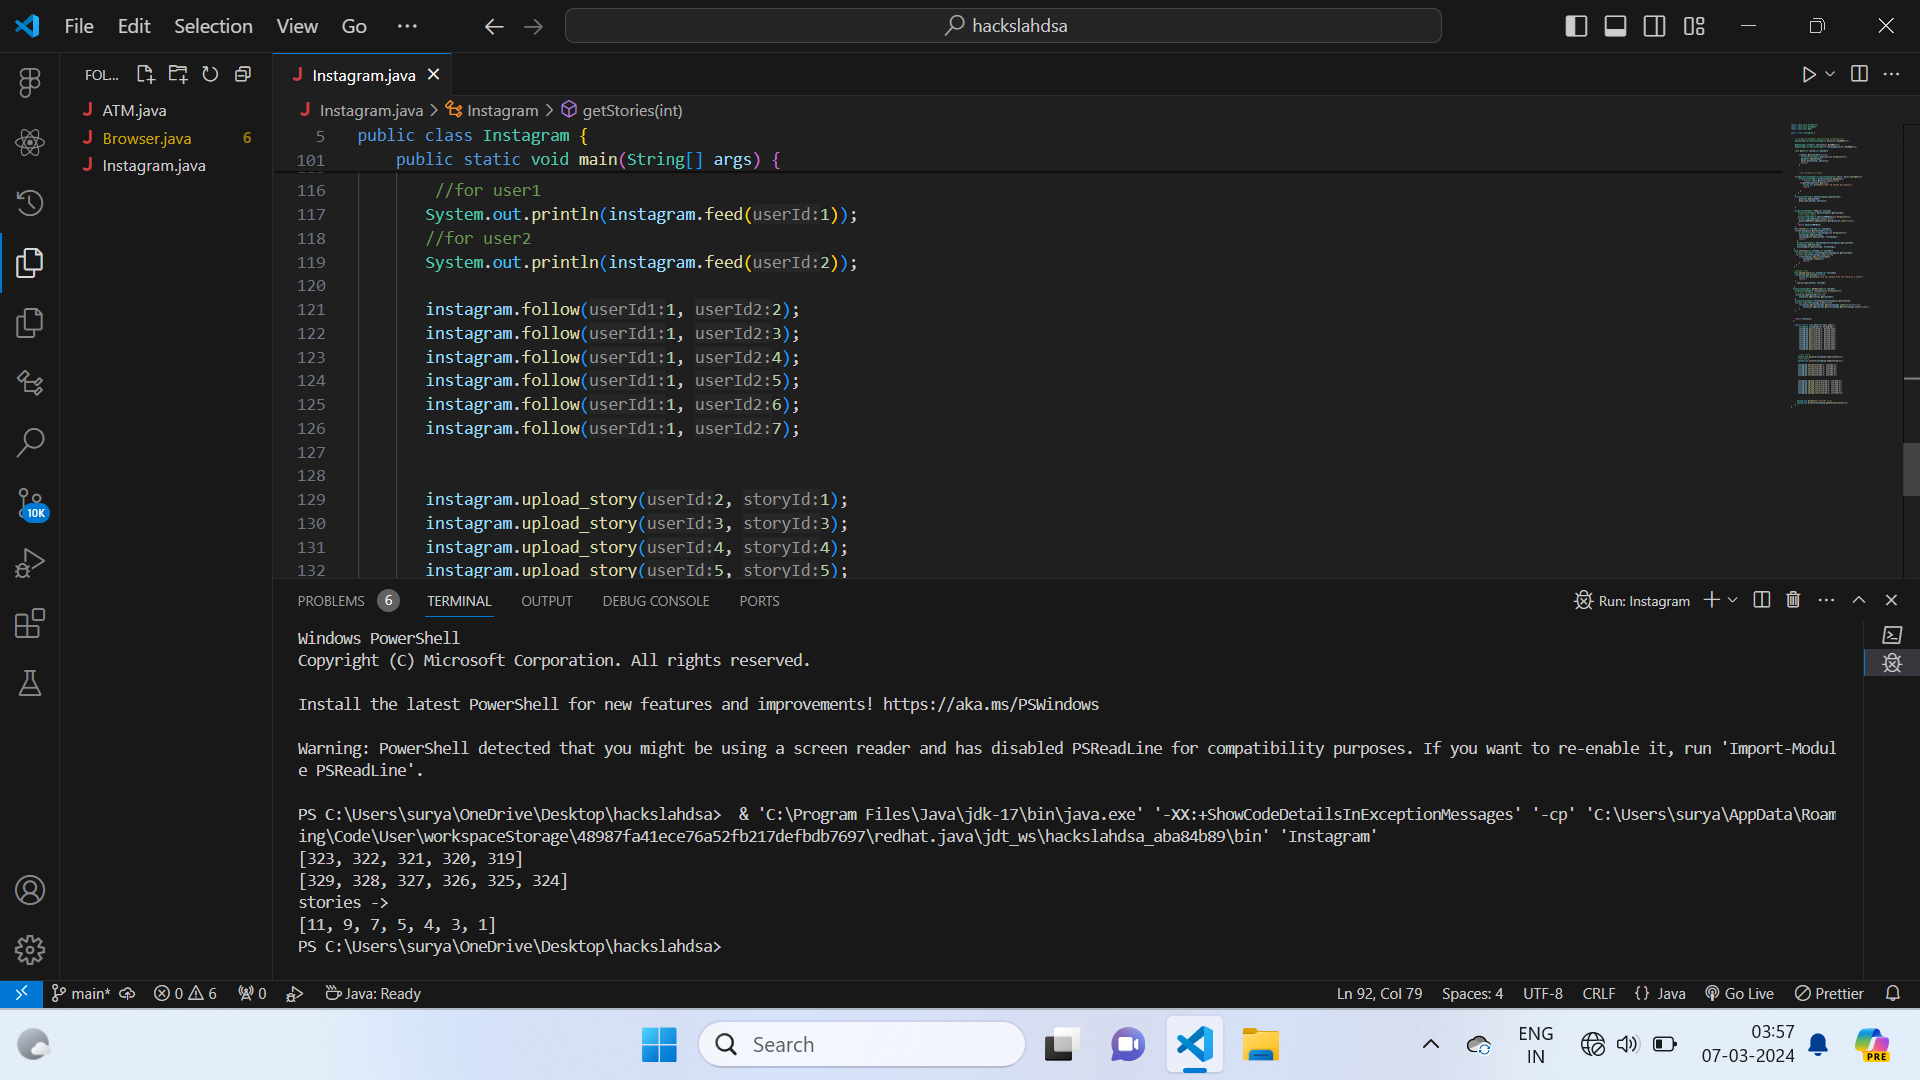 File Edit Selection View Go ··· hackslahdsa
FOL...
Instagram.java
ATM.java
Browser.java 6
Instagram.java
Instagram.java > Instagram > getStories(int)
5 public class Instagram {
101 public static void main(String[] args) {
116 //for user1
117 System.out.println(instagram.feed(userId:1));
118 //for user2
119 System.out.println(instagram.feed(userId:2));
120
121 instagram.follow(userId1:1, userId2:2);
122 instagram.follow(userId1:1, userId2:3);
123 instagram.follow(userId1:1, userId2:4);
124 instagram.follow(userId1:1, userId2:5);
125 instagram.follow(userId1:1, userId2:6);
126 instagram.follow(userId1:1, userId2:7);
127
128
129 instagram.upload_story(userId:2, storyId:1);
130 instagram.upload_story(userId:3, storyId:3);
131 instagram.upload_story(userId:4, storyId:4);
132 instagram.upload_story(userId:5, storyId:5);
10K
PROBLEMS 6 TERMINAL OUTPUT DEBUG CONSOLE PORTS Run: Instagram
Windows PowerShell
Copyright (C) Microsoft Corporation. All rights reserved.
Install the latest PowerShell for new features and improvements! https://aka.ms/PSWindows
Warning: PowerShell detected that you might be using a screen reader and has disabled PSReadLine for compatibility purposes. If you want to re-enable it, run 'Import-Modul
e PSReadLine'.
PS C:\Users\surya\OneDrive\Desktop\hackslahdsa> & 'C:\Program Files\Java\jdk-17\bin\java.exe' '-XX:+ShowCodeDetailsInExceptionMessages' '-cp' 'C:\Users\surya\AppData\Roam
ing\Code\User\workspaceStorage\48987fa41ece76a52fb217defbdb7697\redhat.java\jdt_ws\hackslahdsa_aba84b89\bin' 'Instagram'
[323, 322, 321, 320, 319]
[329, 328, 327, 326, 325, 324]
stories ->
[11, 9, 7, 5, 4, 3, 1]
PS C:\Users\surya\OneDrive\Desktop\hackslahdsa>
main* 0 6 0 Java: Ready Ln 92, Col 79 Spaces: 4 UTF-8 CRLF {} Java Go Live Prettier
Search
ENG
IN
03:57
07-03-2024
PRE